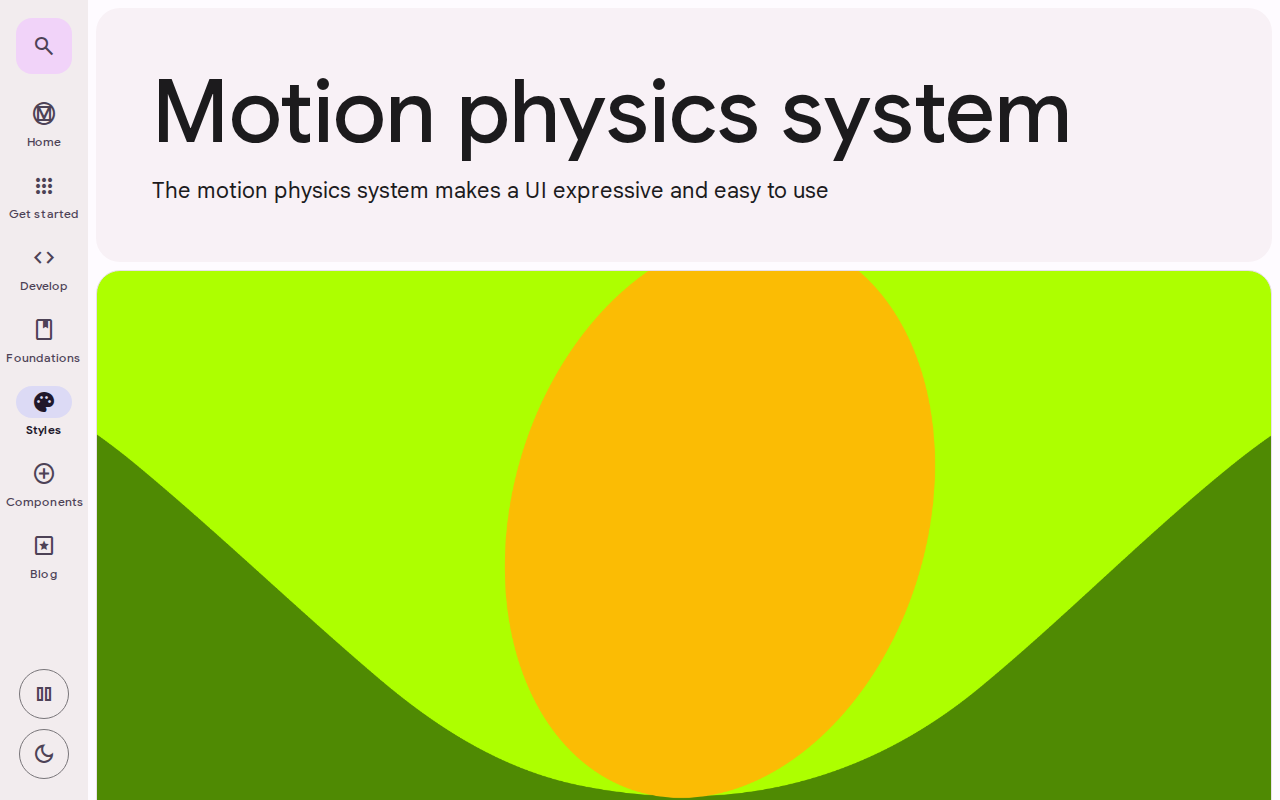 Home
Get started
Develop
Foundations
Styles
Components
Blog
Motion physics system
The motion physics system makes a UI expressive and easy to use